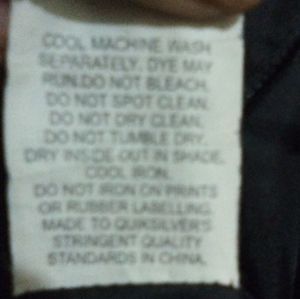 COOL MACHINE WASH
SEPARATELY. DYE MAY
RUN.DO NOT BLEACH.
DO NOT SPOT CLEAN.
DO NOT DRY CLEAN.
DO NOT TUMBLE DRY.
DRY INSIDE OUT IN SHADE.
COOL IRON.
DO NOT IRON ON PRINTS
OR RUBBER LABELLING.
MADE TO QUIKSILVER'S
STRINGENT QUALITY
STANDARDS IN CHINA.